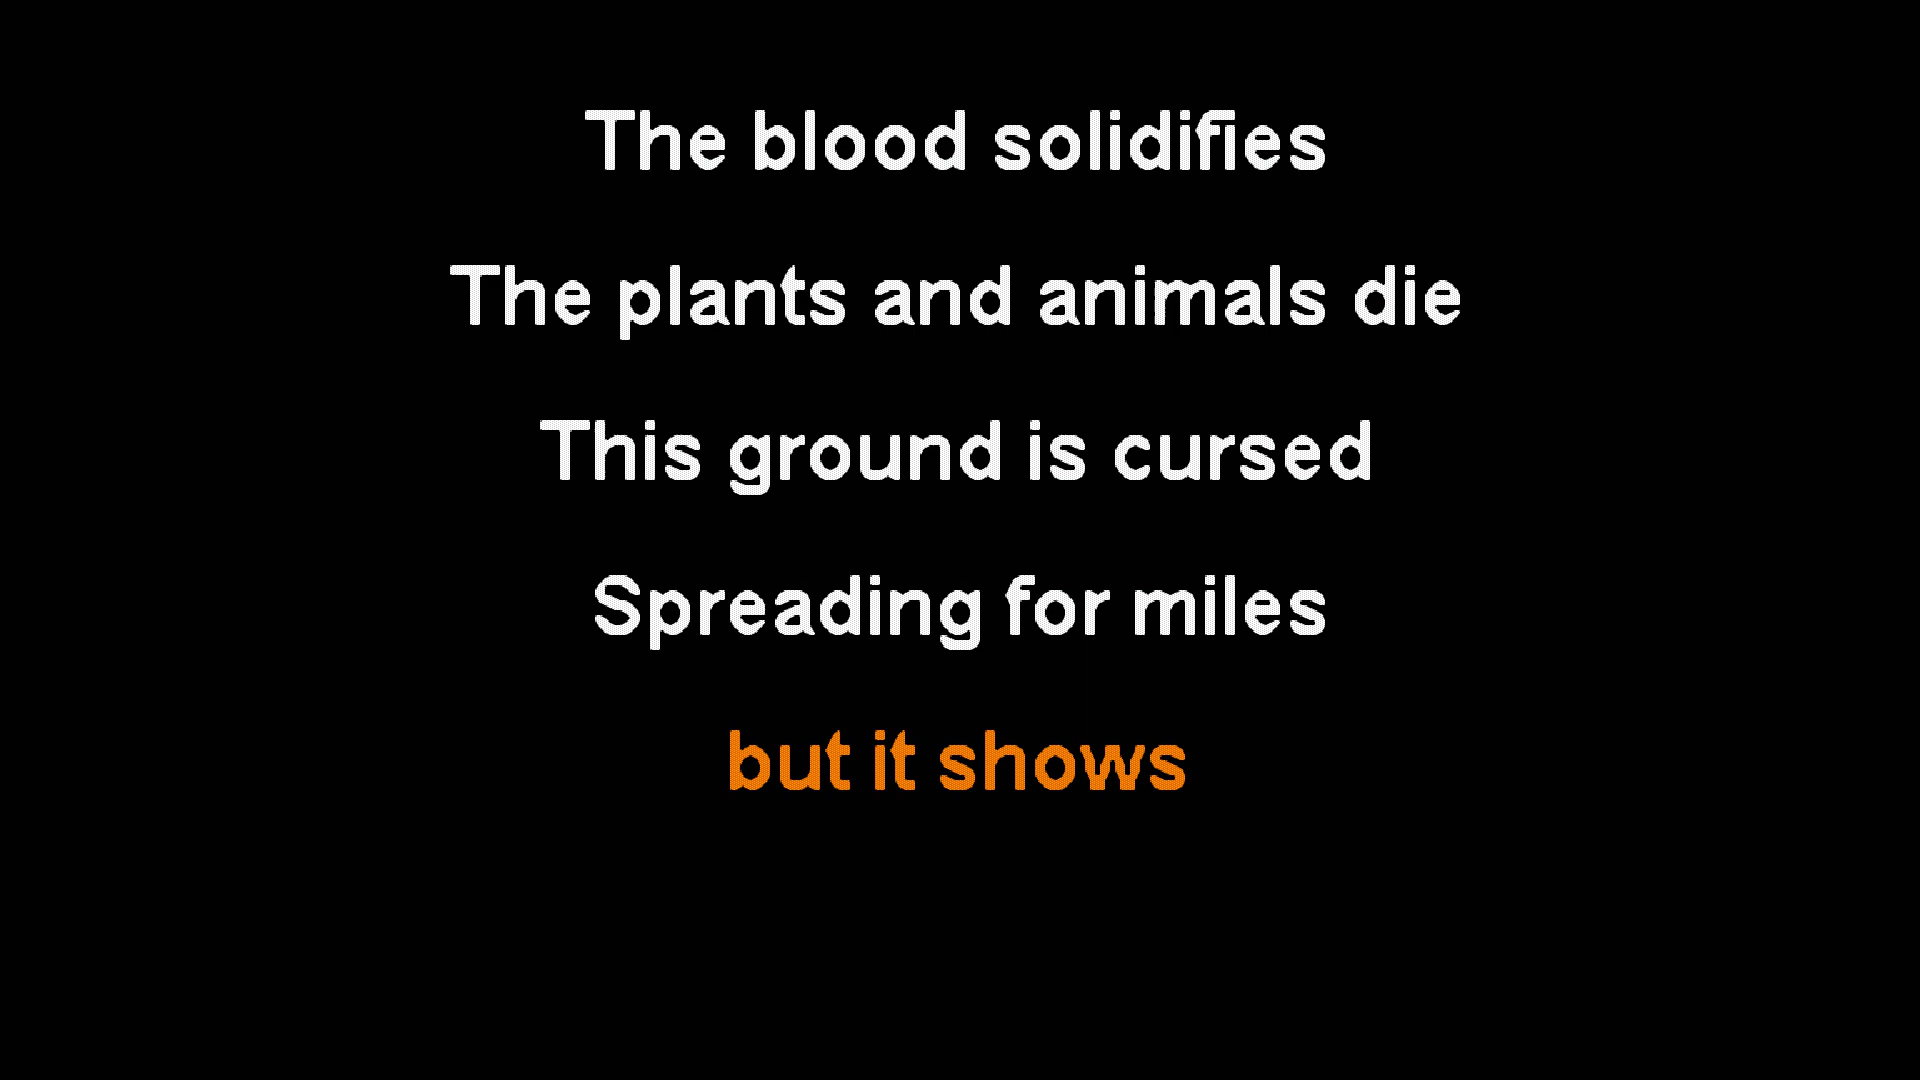 The blood solidifies
The plants and animals die
This ground is cursed
Spreading for miles
but it shows